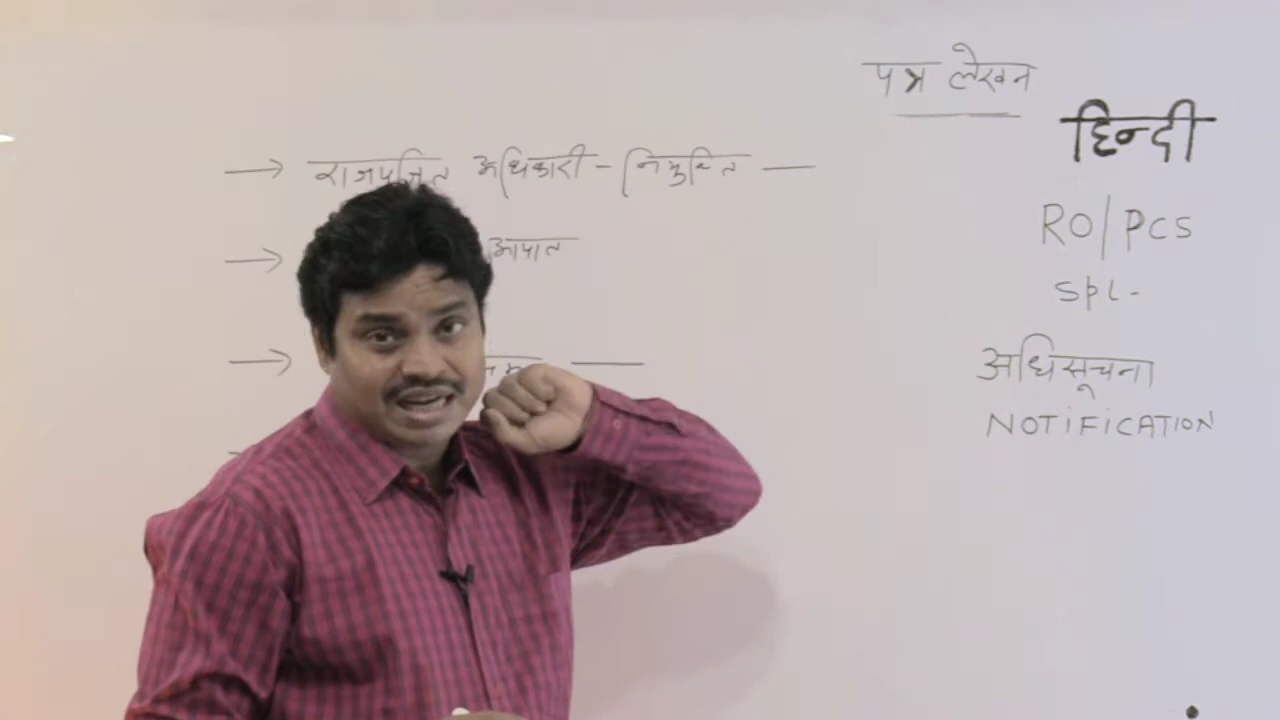 पत्र लेखन
हिन्दी
RO/PCS
SPL-
अधिसूचना
NOTIFICATION
→ राजपत्रित अधिकारी - नियुक्ति —
→ आपात
→ —